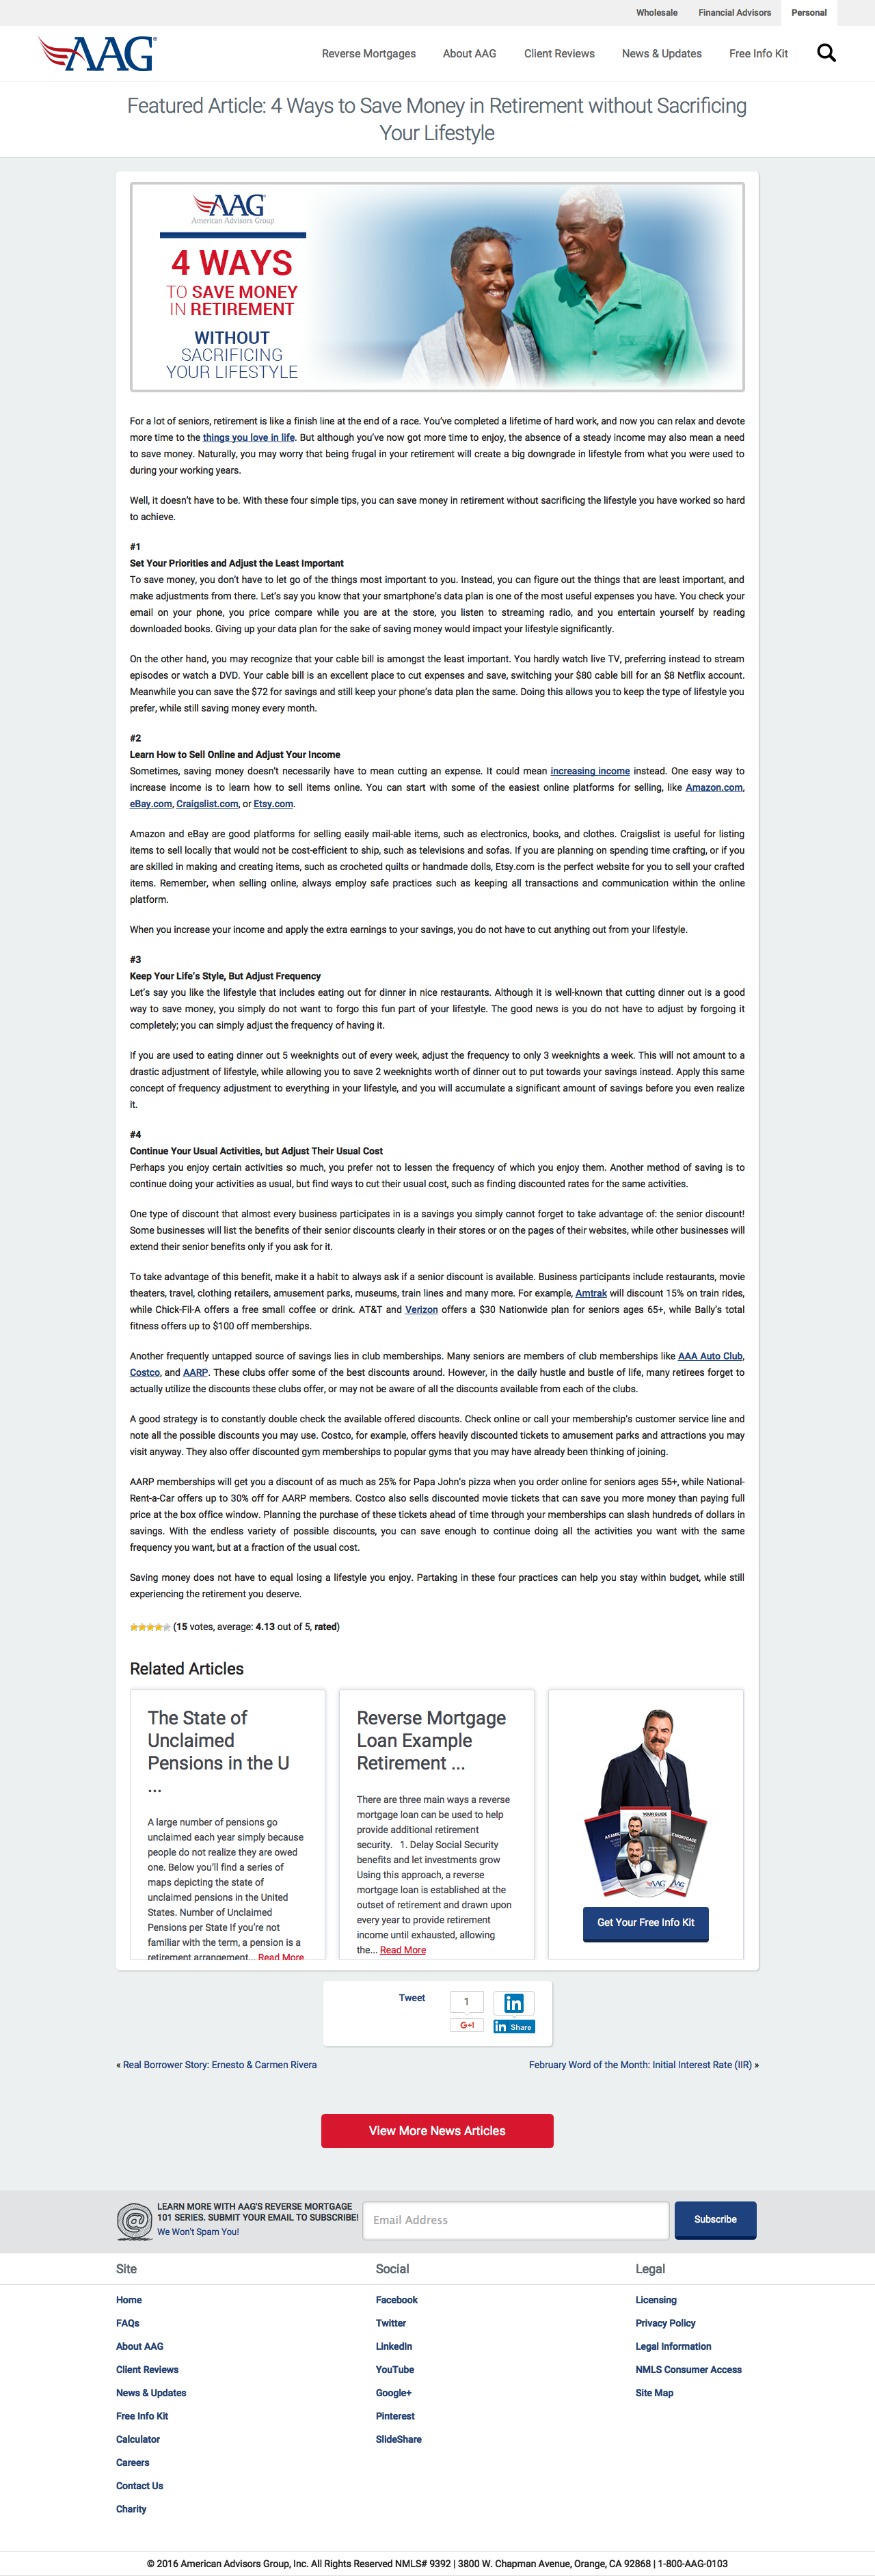 Wholesale Financial Advisors Personal
AAG®
Reverse Mortgages About AAG Client Reviews News & Updates Free Info Kit
Featured Article: 4 Ways to Save Money in Retirement without Sacrificing
Your Lifestyle
AAG
American Advisors Group
4 WAYS
TO SAVE MONEY
IN RETIREMENT
WITHOUT
SACRIFICING
YOUR LIFESTYLE
For a lot of seniors, retirement is like a finish line at the end of a race. You've completed a lifetime of hard work, and now you can relax and devote
more time to the things you love in life. But although you've now got more time to enjoy, the absence of a steady income may also mean a need
to save money. Naturally, you may worry that being frugal in your retirement will create a big downgrade in lifestyle from what you were used to
during your working years.
Well, it doesn't have to be. With these four simple tips, you can save money in retirement without sacrificing the lifestyle you have worked so hard
to achieve.
#1
Set Your Priorities and Adjust the Least Important
To save money, you don't have to let go of the things most important to you. Instead, you can figure out the things that are least important, and
make adjustments from there. Let's say you know that your smartphone's data plan is one of the most useful expenses you have. You check your
email on your phone, you price compare while you are at the store, you listen to streaming radio, and you entertain yourself by reading
downloaded books. Giving up your data plan for the sake of saving money would impact your lifestyle significantly.
On the other hand, you may recognize that your cable bill is amongst the least important. You hardly watch live TV, preferring instead to stream
episodes or watch a DVD. Your cable bill is an excellent place to cut expenses and save, switching your $80 cable bill for an $8 Netflix account.
Meanwhile you can save the $72 for savings and still keep your phone's data plan the same. Doing this allows you to keep the type of lifestyle you
prefer, while still saving money every month.
#2
Learn How to Sell Online and Adjust Your Income
Sometimes, saving money doesn't necessarily have to mean cutting an expense. It could mean increasing income instead. One easy way to
increase income is to learn how to sell items online. You can start with some of the easiest online platforms for selling, like Amazon.com,
eBay.com, Craigslist.com, or Etsy.com.
Amazon and eBay are good platforms for selling easily mail-able items, such as electronics, books, and clothes. Craigslist is useful for listing
items to sell locally that would not be cost-efficient to ship, such as televisions and sofas. If you are planning on spending time crafting, or if you
are skilled in making and creating items, such as crocheted quilts or handmade dolls, Etsy.com is the perfect website for you to sell your crafted
items. Remember, when selling online, always employ safe practices such as keeping all transactions and communication within the online
platform.
When you increase your income and apply the extra earnings to your savings, you do not have to cut anything out from your lifestyle.
#3
Keep Your Life's Style, But Adjust Frequency
Let's say you like the lifestyle that includes eating out for dinner in nice restaurants. Although it is well-known that cutting dinner out is a good
way to save money, you simply do not want to forgo this fun part of your lifestyle. The good news is you do not have to adjust by forgoing it
completely; you can simply adjust the frequency of having it.
If you are used to eating dinner out 5 weeknights out of every week, adjust the frequency to only 3 weeknights a week. This will not amount to a
drastic adjustment of lifestyle, while allowing you to save 2 weeknights worth of dinner out to put towards your savings instead. Apply this same
concept of frequency adjustment to everything in your lifestyle, and you will accumulate a significant amount of savings before you even realize
it.
#4
Continue Your Usual Activities, but Adjust Their Usual Cost
Perhaps you enjoy certain activities so much, you prefer not to lessen the frequency of which you enjoy them. Another method of saving is to
continue doing your activities as usual, but find ways to cut their usual cost, such as finding discounted rates for the same activities.
One type of discount that almost every business participates in is a savings you simply cannot forget to take advantage of: the senior discount!
Some businesses will list the benefits of their senior discounts clearly in their stores or on the pages of their websites, while other businesses will
extend their senior benefits only if you ask for it.
To take advantage of this benefit, make it a habit to always ask if a senior discount is available. Business participants include restaurants, movie
theaters, travel, clothing retailers, amusement parks, museums, train lines and many more. For example, Amtrak will discount 15% on train rides,
while Chick-Fil-A offers a free small coffee or drink. AT&T and Verizon offers a $30 Nationwide plan for seniors ages 65+, while Bally's total
fitness offers up to $100 off memberships.
Another frequently untapped source of savings lies in club memberships. Many seniors are members of club memberships like AAA Auto Club,
Costco, and AARP. These clubs offer some of the best discounts around. However, in the daily hustle and bustle of life, many retirees forget to
actually utilize the discounts these clubs offer, or may not be aware of all the discounts available from each of the clubs.
A good strategy is to constantly double check the available offered discounts. Check online or call your membership's customer service line and
note all the possible discounts you may use. Costco, for example, offers heavily discounted tickets to amusement parks and attractions you may
visit anyway. They also offer discounted gym memberships to popular gyms that you may have already been thinking of joining.
AARP memberships will get you a discount of as much as 25% for Papa John's pizza when you order online for seniors ages 55+, while National-
Rent-a-Car offers up to 30% off for AARP members. Costco also sells discounted movie tickets that can save you more money than paying full
price at the box office window. Planning the purchase of these tickets ahead of time through your memberships can slash hundreds of dollars in
savings. With the endless variety of possible discounts, you can save enough to continue doing all the activities you want with the same
frequency you want, but at a fraction of the usual cost.
Saving money does not have to equal losing a lifestyle you enjoy. Partaking in these four practices can help you stay within budget, while still
experiencing the retirement you deserve.
(15 votes, average: 4.13 out of 5, rated)
Related Articles
The State of
Unclaimed
Pensions in the U
...
A large number of pensions go
unclaimed each year simply because
people do not realize they are owed
one. Below you'll find a series of
maps depicting the state of
unclaimed pensions in the United
States. Number of Unclaimed
Pensions per State If you're not
familiar with the term, a pension is a
retirement arrangement... Read More
Reverse Mortgage
Loan Example
Retirement ...
There are three main ways a reverse
mortgage loan can be used to help
provide additional retirement
security. 1. Delay Social Security
benefits and let investments grow
Using this approach, a reverse
mortgage loan is established at the
outset of retirement and drawn upon
every year to provide retirement
income until exhausted, allowing
the... Read More
YOUR GUIDE
AAG
AAG
Get Your Free Info Kit
Tweet
1
G+1
in
in Share
« Real Borrower Story: Ernesto & Carmen Rivera
February Word of the Month: Initial Interest Rate (IIR) »
View More News Articles
@
LEARN MORE WITH AAG'S REVERSE MORTGAGE
101 SERIES. SUBMIT YOUR EMAIL TO SUBSCRIBE!
We Won't Spam You!
Email Address
Subscribe
Site
Home
FAQs
About AAG
Client Reviews
News & Updates
Free Info Kit
Calculator
Careers
Contact Us
Charity
Social
Facebook
Twitter
LinkedIn
YouTube
Google+
Pinterest
SlideShare
Legal
Licensing
Privacy Policy
Legal Information
NMLS Consumer Access
Site Map
© 2016 American Advisors Group, Inc. All Rights Reserved NMLS# 9392 | 3800 W. Chapman Avenue, Orange, CA 92868 | 1-800-AAG-0103